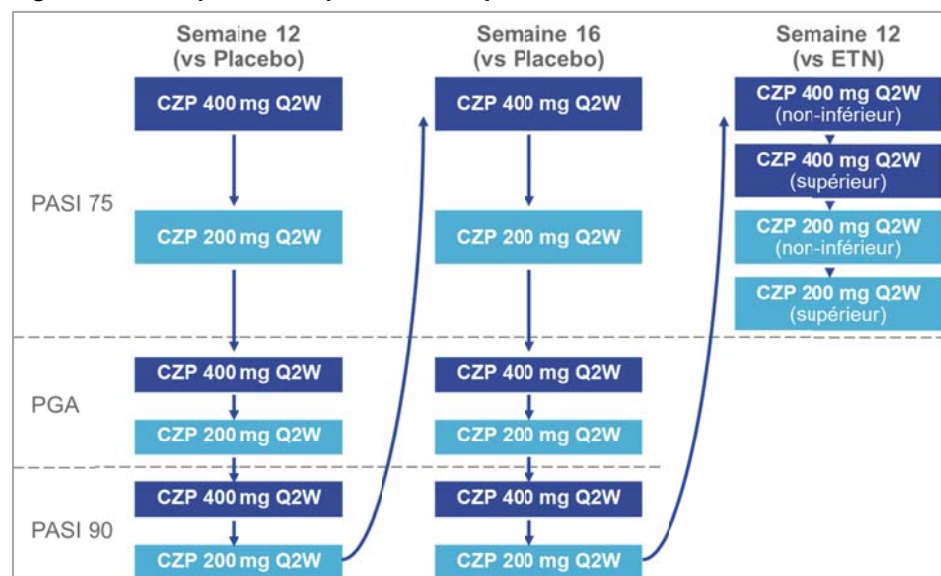 Semaine 12
(vs Placebo)
Semaine 16
(vs Placebo)
Semaine 12
(vs ETN)
PASI 75
CZP 400 mg Q2W
CZP 200 mg Q2W
CZP 400 mg Q2W
CZP 200 mg Q2W
CZP 400 mg Q2W
(non-inférieur)
CZP 400 mg Q2W
(supérieur)
CZP 200 mg Q2W
(non-inférieur)
CZP 200 mg Q2W
(supérieur)
PGA
CZP 400 mg Q2W
CZP 200 mg Q2W
CZP 400 mg Q2W
CZP 200 mg Q2W
PASI 90
CZP 400 mg Q2W
CZP 200 mg Q2W
CZP 400 mg Q2W
CZP 200 mg Q2W